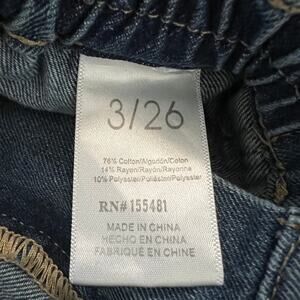 3/26
76% Cotton/Algodón/Coton
14% Rayon/Rayón/Rayonne
10% Polyester/Poliéster/Polyester
RN# 155481
MADE IN CHINA
HECHO EN CHINA
FABRIQUÉ EN CHINE